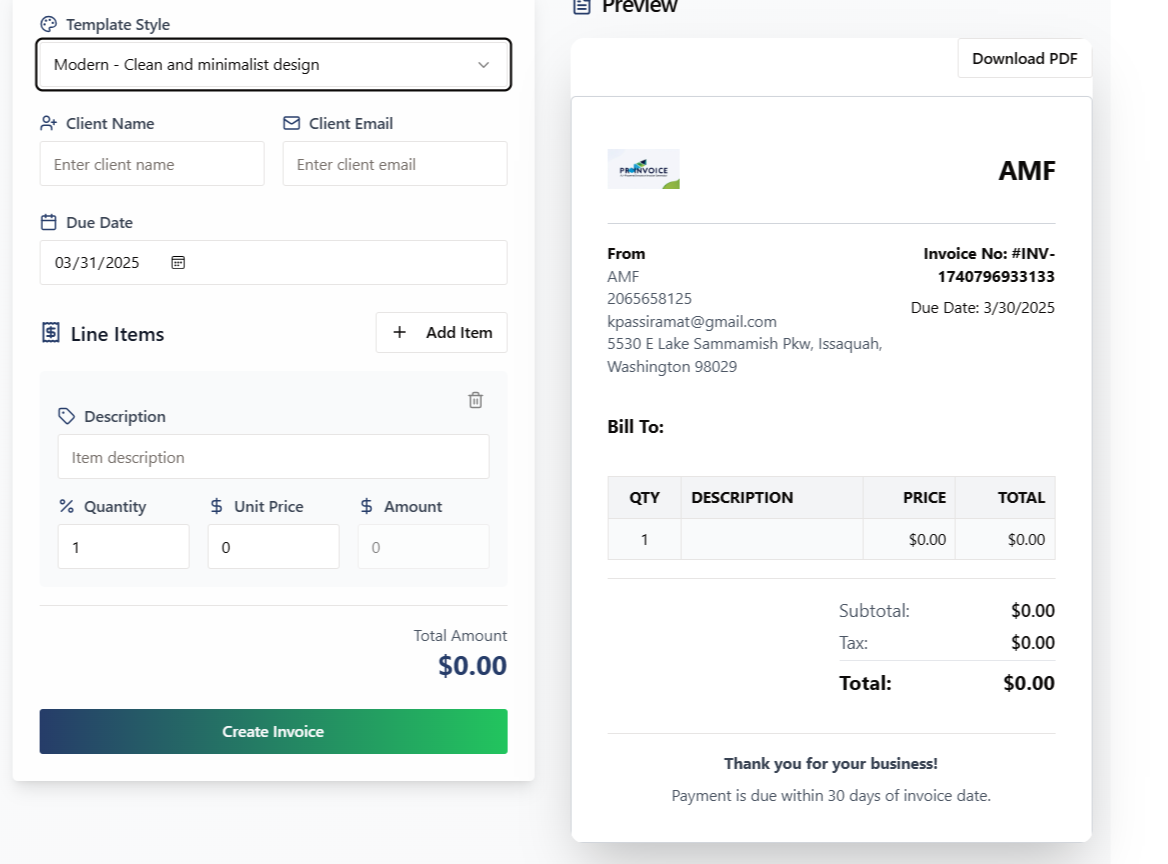 Template Style
Modern - Clean and minimalist design
Client Name
Client Email
Enter client name
Enter client email
Due Date
03/31/2025
Line Items
Add Item
Description
Item description
Quantity
Unit Price
Amount
1
0
0
Total Amount
$0.00
Create Invoice
Preview
Download PDF
AMF
From
AMF
2065658125
kpassiramat@gmail.com
5530 E Lake Sammamish Pkw, Issaquah,
Washington 98029
Invoice No: #INV-
1740796933133
Due Date: 3/30/2025
Bill To:
QTY DESCRIPTION PRICE TOTAL
1 $0.00 $0.00
Subtotal: $0.00
Tax: $0.00
Total: $0.00
Thank you for your business!
Payment is due within 30 days of invoice date.